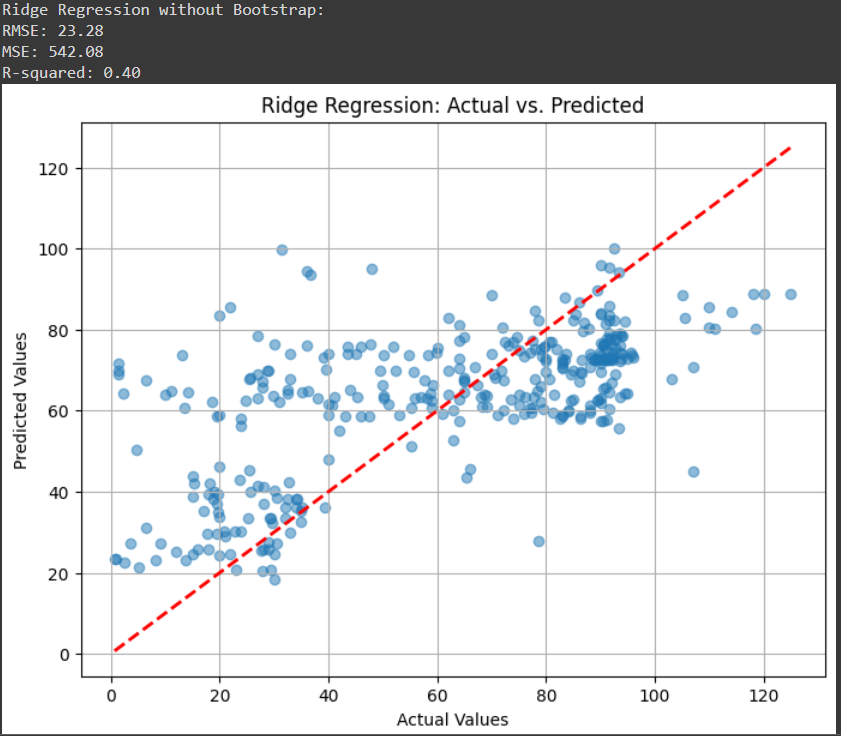 Ridge Regression without Bootstrap:
RMSE: 23.28
MSE: 542.08
R-squared: 0.40
Ridge Regression: Actual vs. Predicted
120
100
80
60
40
20
0
Predicted Values
0 20 40 60 80 100 120
Actual Values